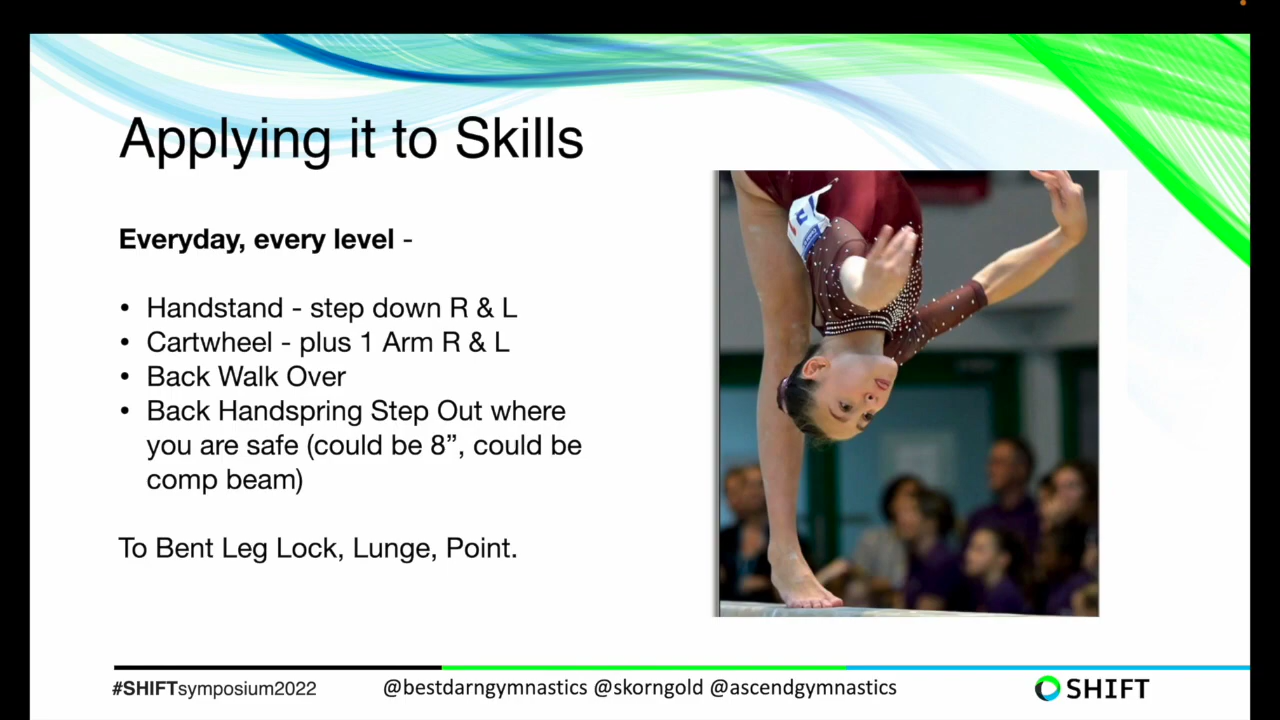 Applying it to Skills
Everyday, every level -
• Handstand - step down R & L
• Cartwheel - plus 1 Arm R & L
• Back Walk Over
• Back Handspring Step Out where
you are safe (could be 8”, could be
comp beam)
To Bent Leg Lock, Lunge, Point.
#SHIFTsymposium2022
@bestdarngymnastics @skorngold @ascendgymnastics
SHIFT